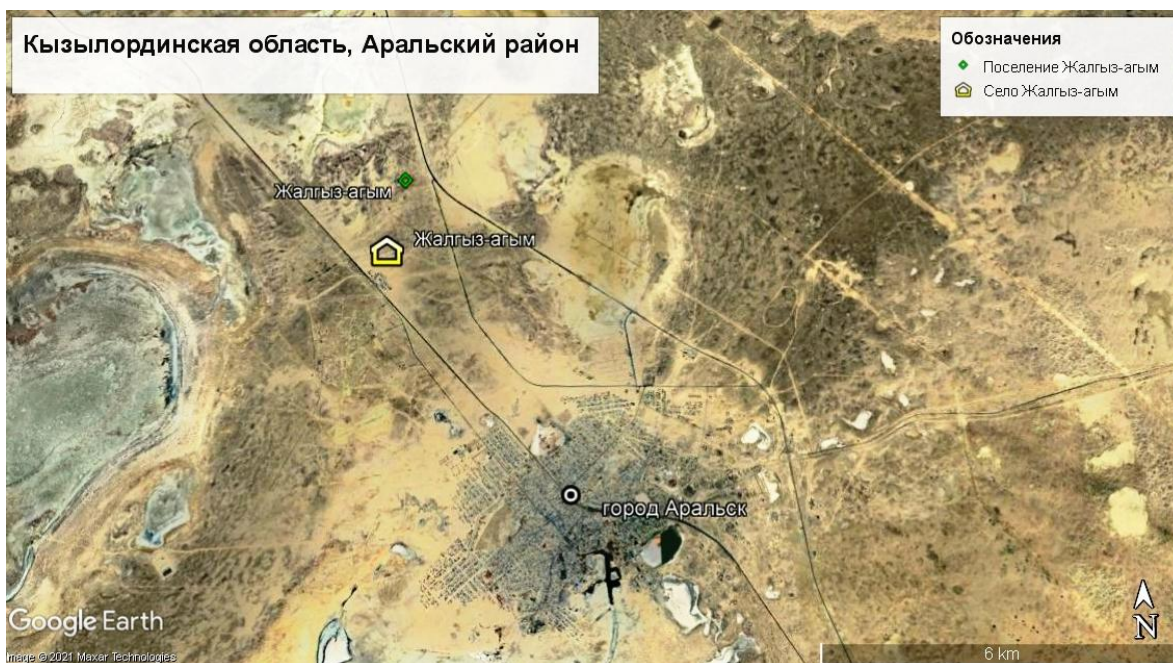 Кызылординская область, Аральский район
Обозначения
Поселение Жалгыз-агым
Село Жалгыз-агым
Жалгыз-агым
Жалгыз-агым
город Аральск
Google Earth
N
Image © 2021 Maxar Technologies
6 km